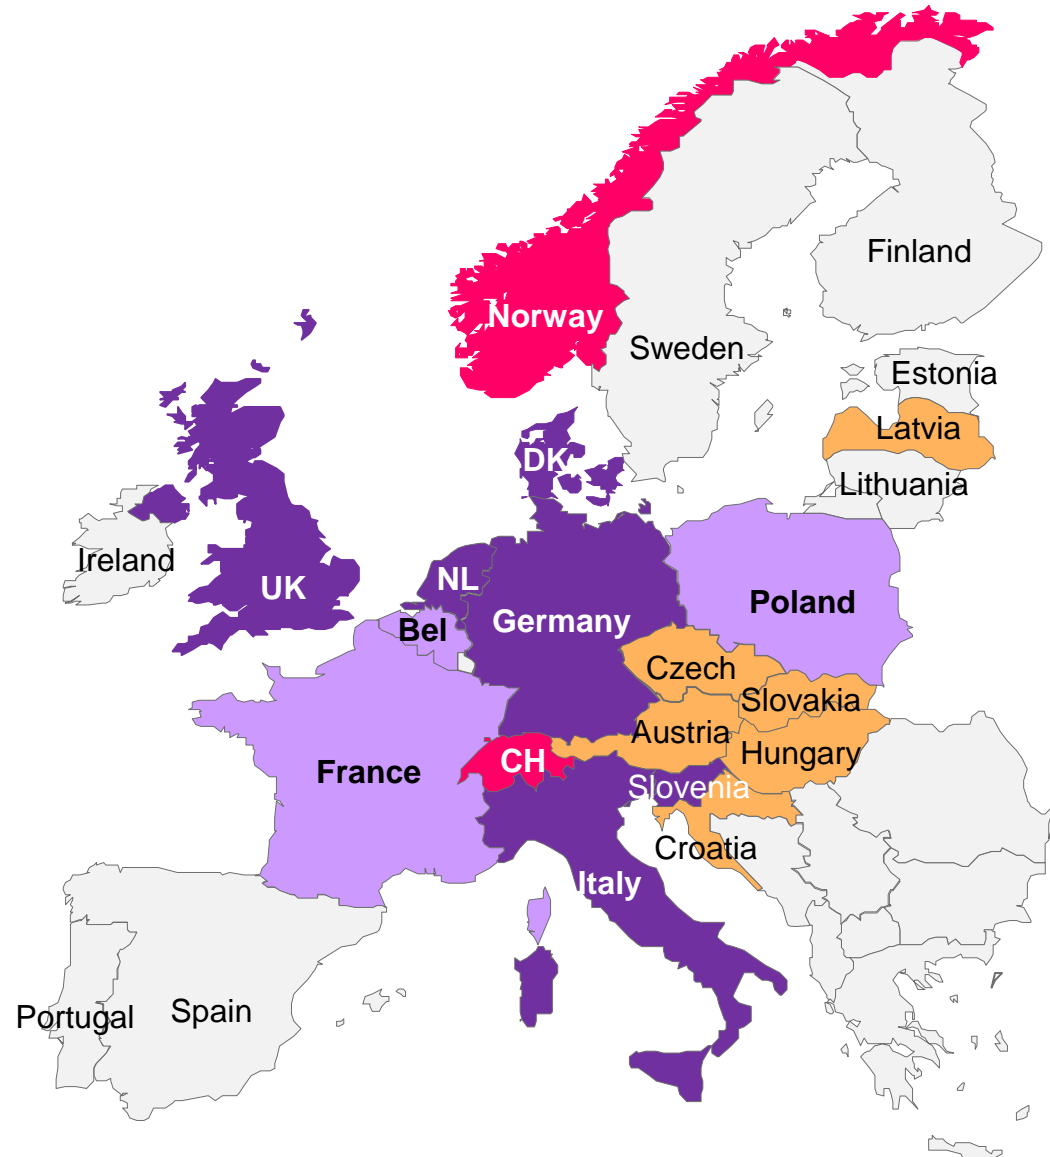 Finland
Norway
Sweden
Estonia
Latvia
DK
Lithuania
Ireland
NL
UK
Poland
Germany
Bel
Czech
Slovakia
Austria
Hungary
CH
France
Slovenia
Croatia
Italy
Spain
Portugal